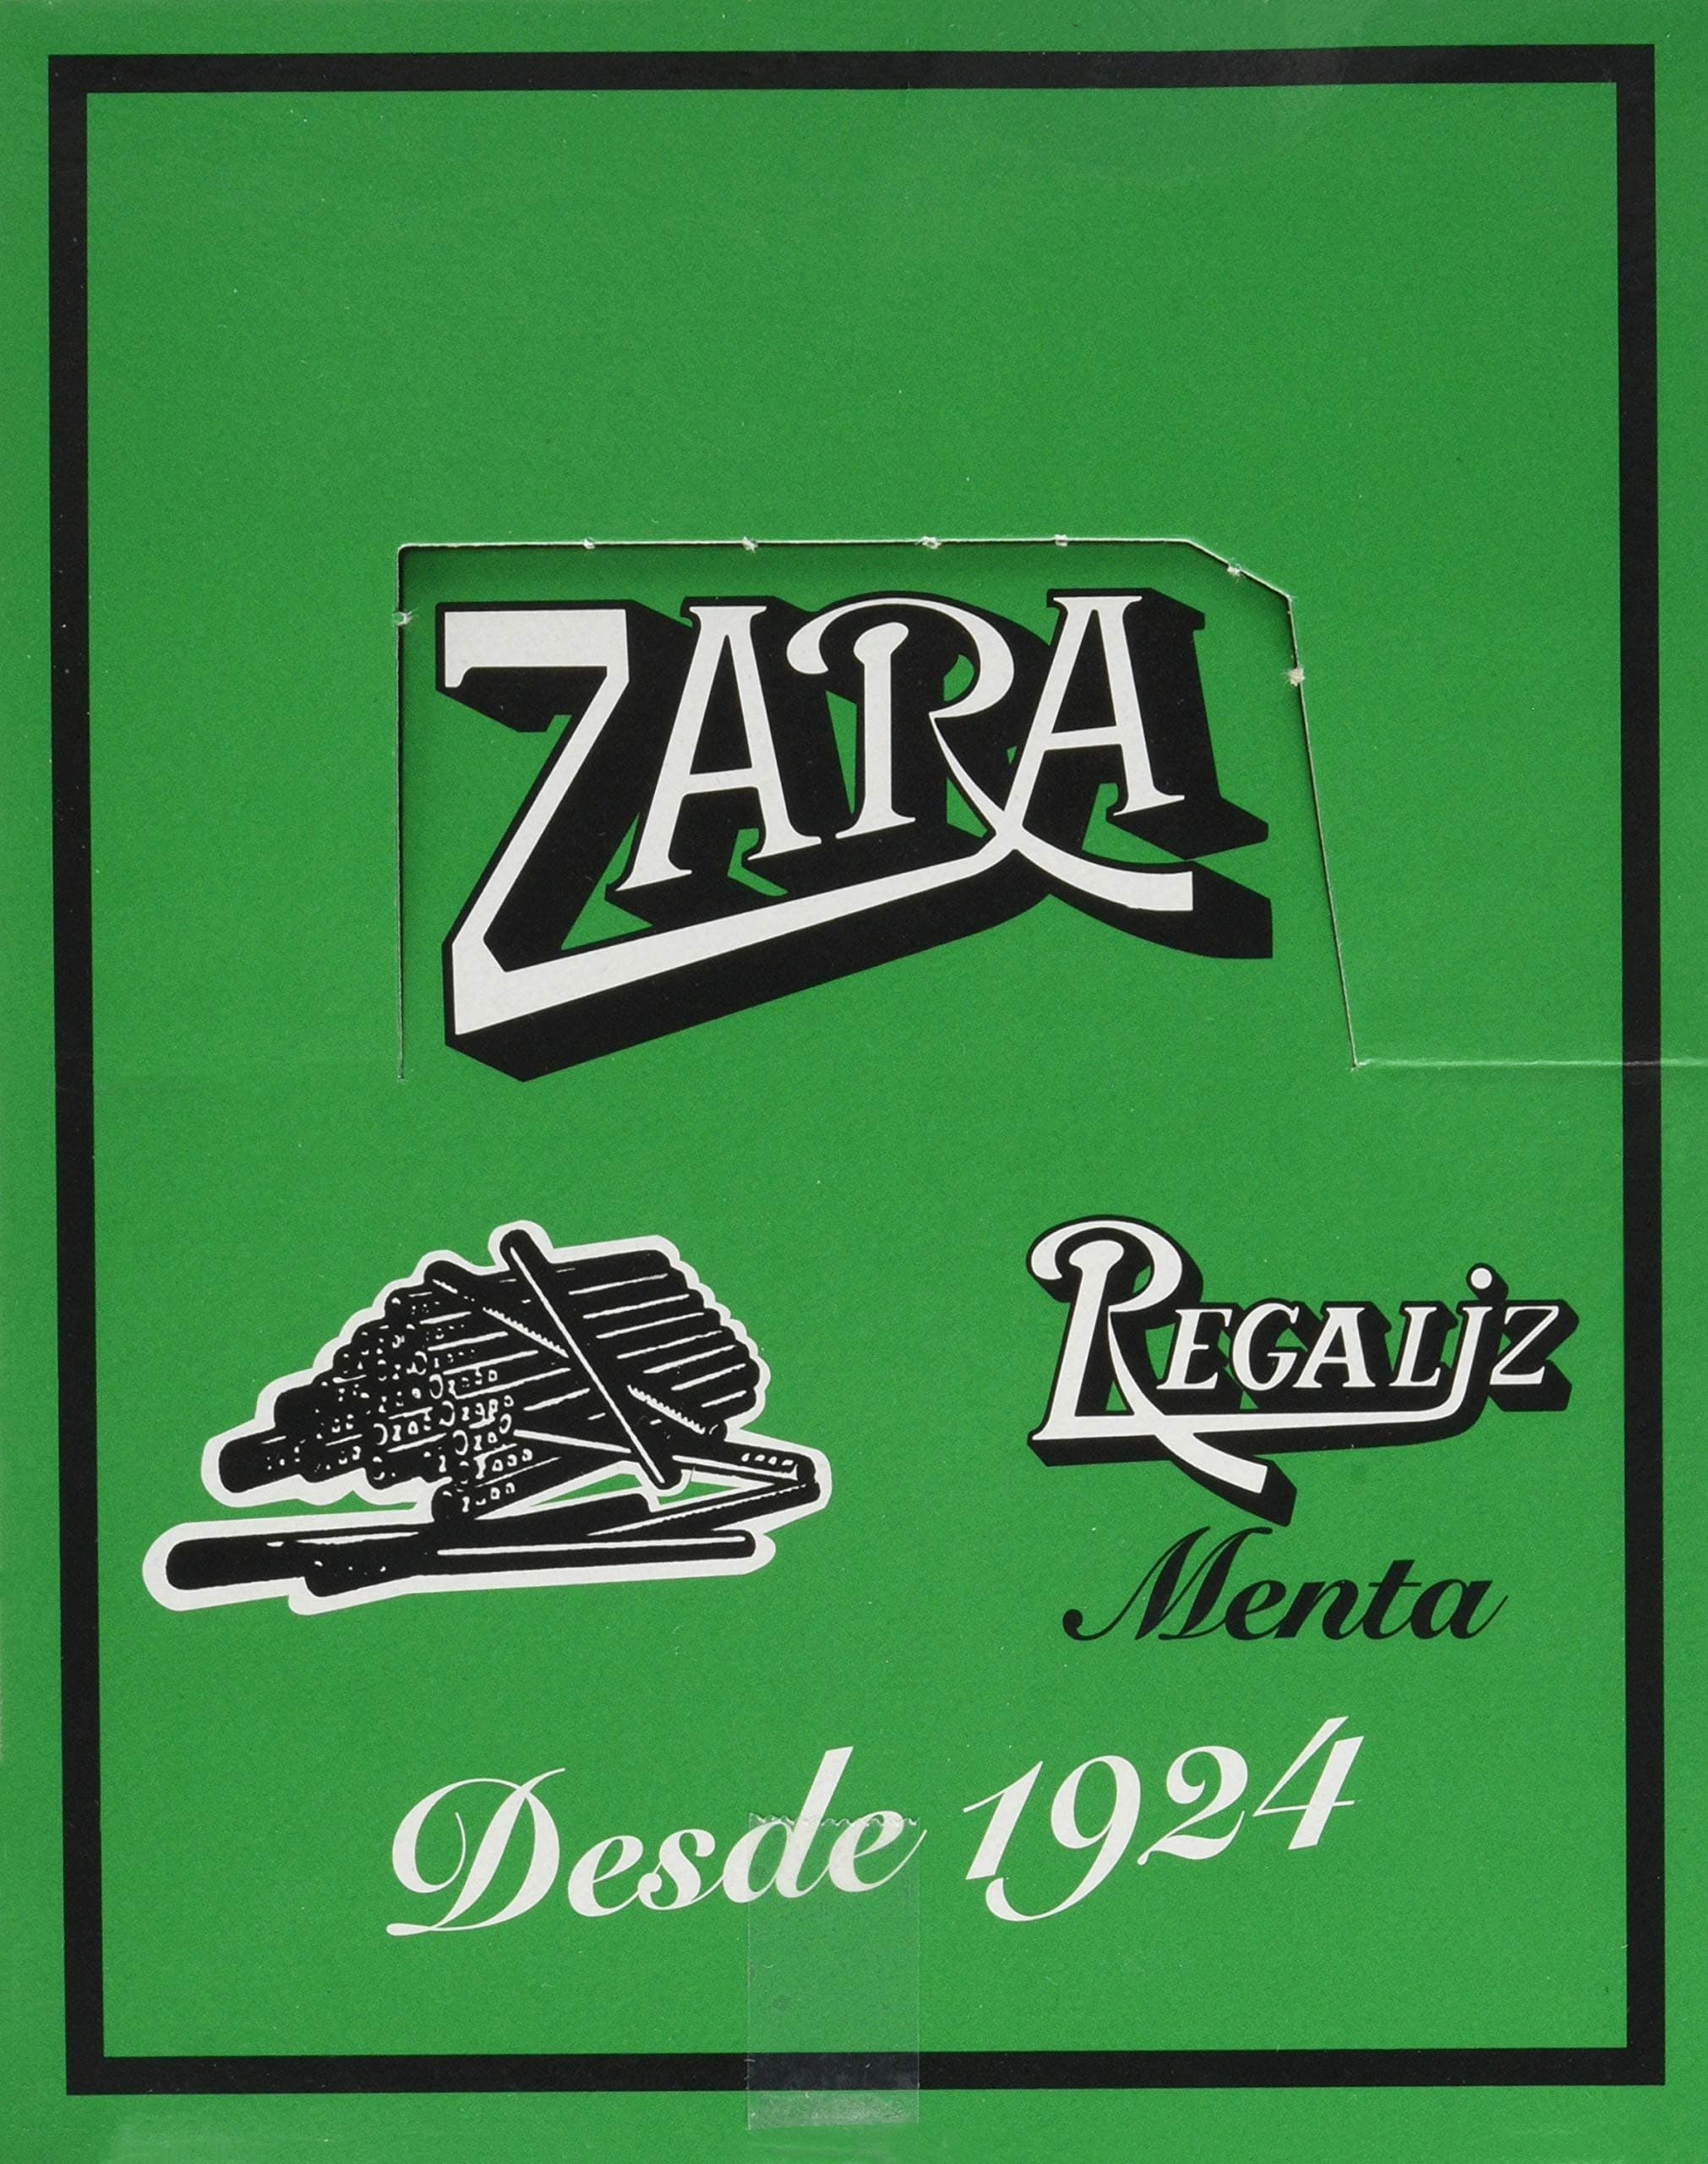 ZARA
REGALIZ
Menta
Desde 1924